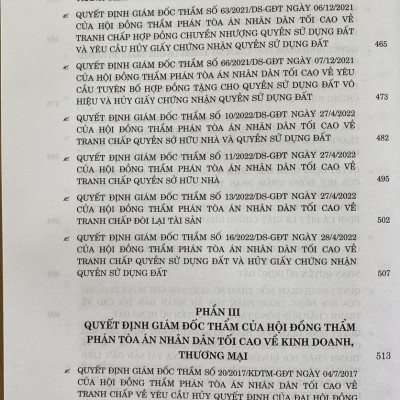 QUYẾT ĐỊNH GIÁM ĐỐC THẨM SỐ 63/2021/DS-GĐT NGÀY 06/12/2021
CỦA HỘI ĐỒNG THẨM PHÁN TÒA ÁN NHÂN DÂN TỐI CAO VỀ
TRANH CHẤP HỢP ĐỒNG CHUYỂN NHƯỢNG QUYỀN SỬ DỤNG ĐẤT
VÀ YÊU CẦU HỦY GIẤY CHỨNG NHẬN QUYỀN SỬ DỤNG ĐẤT 465
QUYẾT ĐỊNH GIÁM ĐỐC THẨM SỐ 66/2021/DS-GĐT NGÀY 07/12/2021
CỦA HỘI ĐỒNG THẨM PHÁN TÒA ÁN NHÂN DÂN TỐI CAO VỀ YÊU
CẦU TUYÊN BỐ HỢP ĐỒNG TẶNG CHO QUYỀN SỬ DỤNG ĐẤT VÔ
HIỆU VÀ HỦY GIẤY CHỨNG NHẬN QUYỀN SỬ DỤNG ĐẤT 473
QUYẾT ĐỊNH GIÁM ĐỐC THẨM SỐ 10/2022/DS-GĐT NGÀY 27/4/2022
CỦA HỘI ĐỒNG THẨM PHÁN TÒA ÁN NHÂN DÂN TỐI CAO VỀ
TRANH CHẤP QUYỀN SỞ HỮU NHÀ VÀ QUYỀN SỬ DỤNG ĐẤT 482
QUYẾT ĐỊNH GIÁM ĐỐC THẨM SỐ 11/2022/DS-GĐT NGÀY 27/4/2022
CỦA HỘI ĐỒNG THẨM PHÁN TÒA ÁN NHÂN DÂN TỐI CAO VỀ
TRANH CHẤP QUYỀN SỞ HỮU NHÀ 495
QUYẾT ĐỊNH GIÁM ĐỐC THẨM SỐ 13/2022/DS-GĐT NGÀY 27/4/2022
CỦA HỘI ĐỒNG THẨM PHÁN TÒA ÁN NHÂN DÂN TỐI CAO VỀ
TRANH CHẤP ĐÒI LẠI TÀI SẢN 502
QUYẾT ĐỊNH GIÁM ĐỐC THẨM SỐ 16/2022/DS-GĐT NGÀY 28/4/2022
CỦA HỘI ĐỒNG THẨM PHÁN TÒA ÁN NHÂN DÂN TỐI CAO VỀ
TRANH CHẤP QUYỀN SỬ DỤNG ĐẤT VÀ HỦY GIẤY CHỨNG NHẬN
QUYỀN SỬ DỤNG ĐẤT 507
PHẦN III
QUYẾT ĐỊNH GIÁM ĐỐC THẨM CỦA HỘI ĐỒNG THẨM
PHÁN TÒA ÁN NHÂN DÂN TỐI CAO VỀ KINH DOANH,
THƯƠNG MẠI 513
QUYẾT ĐỊNH GIÁM ĐỐC THẨM SỐ 20/2017/KDTM-GĐT NGÀY 04/7/2017
CỦA HỘI ĐỒNG THẨM PHÁN TÒA ÁN NHÂN DÂN TỐI CAO VỀ
TRANH CHẤP VỀ YÊU CẦU HỦY QUYẾT ĐỊNH CỦA ĐẠI HỘI ĐỒNG